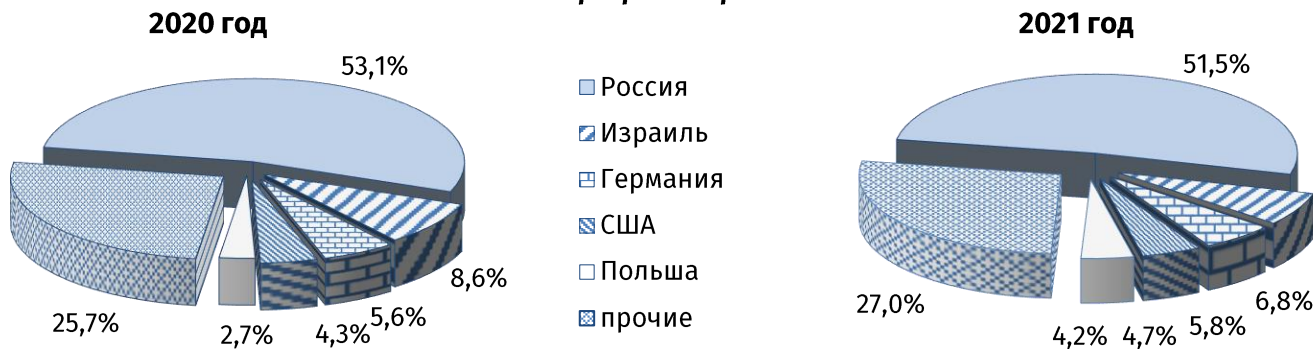 2020 год
53,1%
8,6%
5,6%
4,3%
2,7%
25,7%
Россия
Израиль
Германия
США
Польша
прочие
2021 год
51,5%
6,8%
5,8%
4,7%
4,2%
27,0%